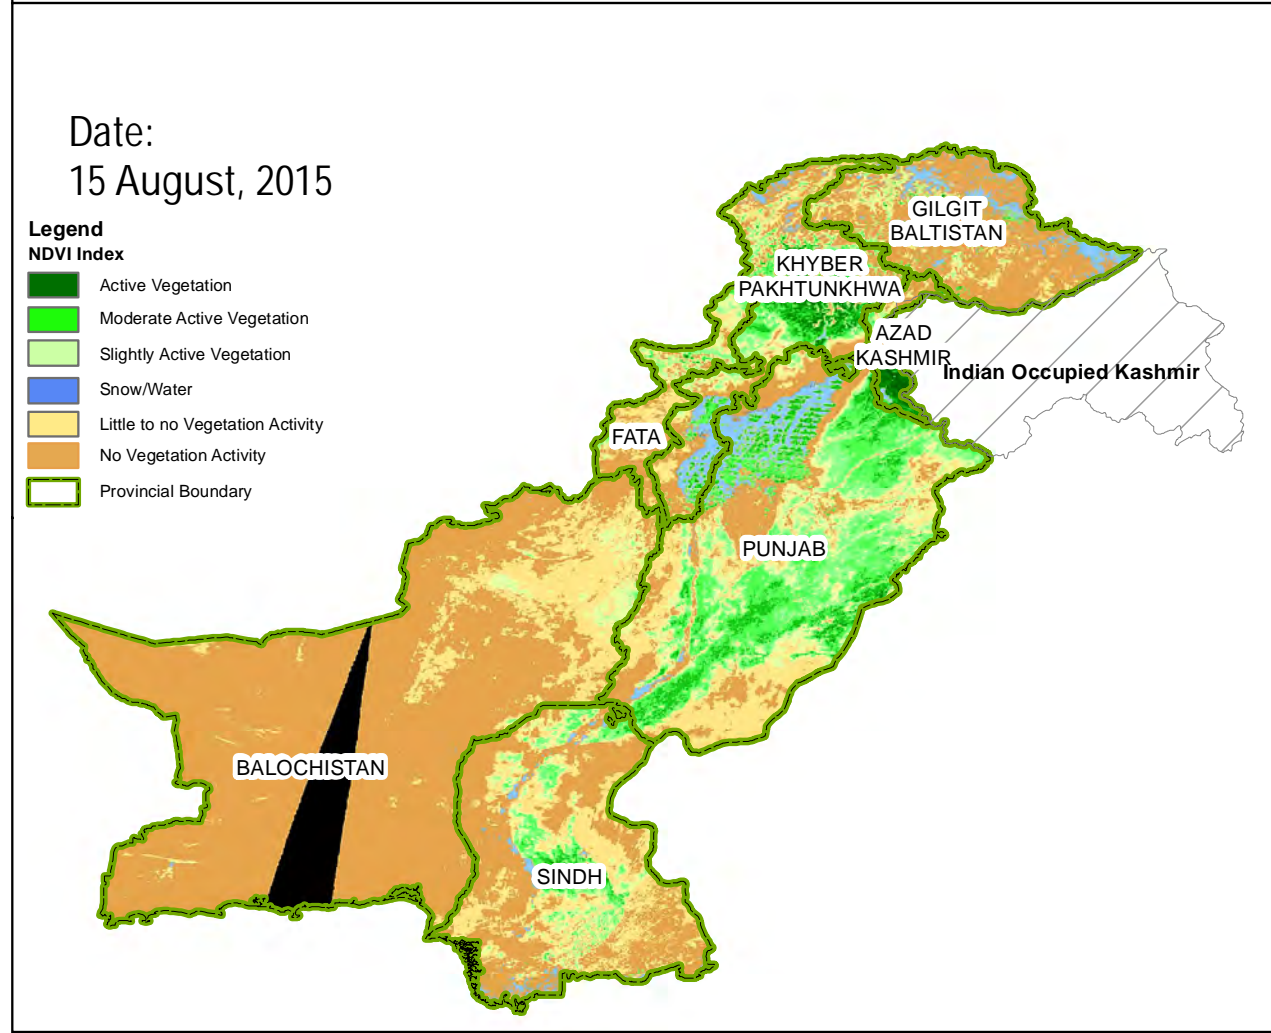 Date:
15 August, 2015
Legend
NDVI Index
Active Vegetation
Moderate Active Vegetation
Slightly Active Vegetation
Snow/Water
Little to no Vegetation Activity
No Vegetation Activity
Provincial Boundary
GILGIT
BALTISTAN
KHYBER
PAKHTUNKHWA
AZAD
KASHMIR
Indian Occupied Kashmir
FATA
PUNJAB
BALOCHISTAN
SINDH